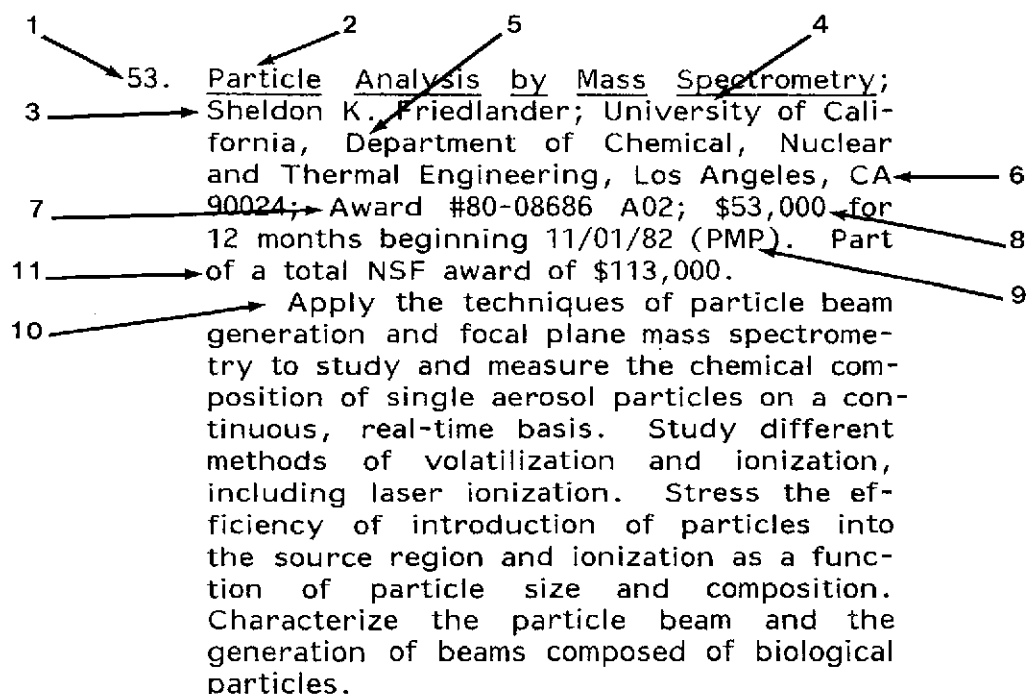 1 2 5 4
53. Particle Analysis by Mass Spectrometry;
3 Sheldon K. Friedlander; University of Cali-
fornia, Department of Chemical, Nuclear
and Thermal Engineering, Los Angeles, CA 6
7 90024; Award #80-08686 A02; $53,000 for 8
12 months beginning 11/01/82 (PMP). Part
11 of a total NSF award of $113,000. 9
10 Apply the techniques of particle beam
generation and focal plane mass spectrome-
try to study and measure the chemical com-
position of single aerosol particles on a con-
tinuous, real-time basis. Study different
methods of volatilization and ionization,
including laser ionization. Stress the ef-
ficiency of introduction of particles into
the source region and ionization as a func-
tion of particle size and composition.
Characterize the particle beam and the
generation of beams composed of biological
particles.